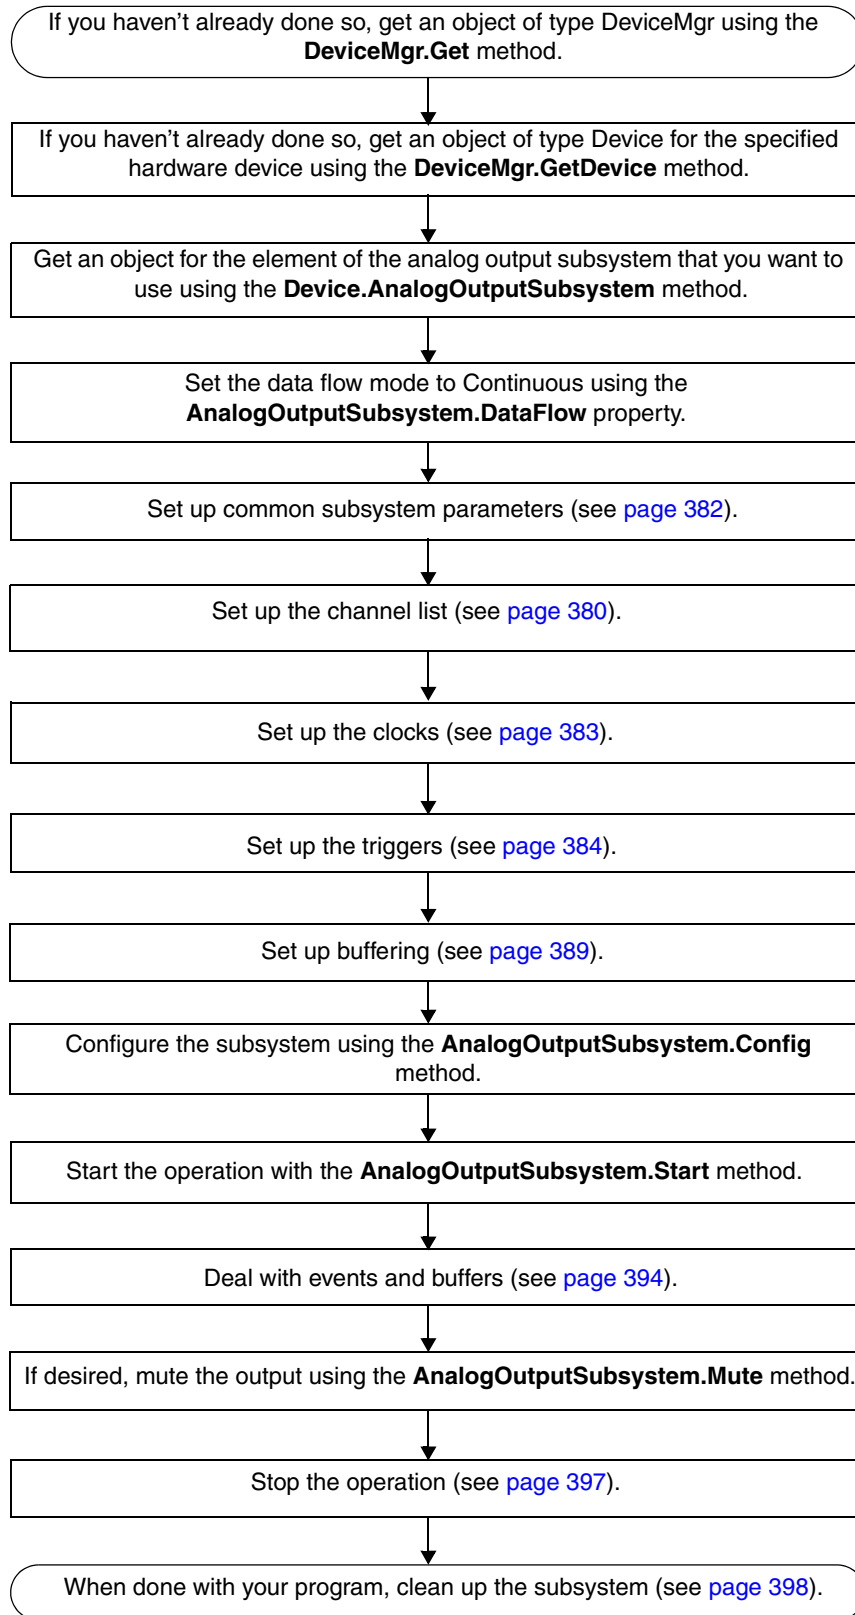 If you haven't already done so, get an object of type DeviceMgr using the
DeviceMgr.Get method.
If you haven't already done so, get an object of type Device for the specified
hardware device using the DeviceMgr.GetDevice method.
Get an object for the element of the analog output subsystem that you want to
use using the Device.AnalogOutputSubsystem method.
Set the data flow mode to Continuous using the
AnalogOutputSubsystem.DataFlow property.
Set up common subsystem parameters (see page 382).
Set up the channel list (see page 380).
Set up the clocks (see page 383).
Set up the triggers (see page 384).
Set up buffering (see page 389).
Configure the subsystem using the AnalogOutputSubsystem.Config
method.
Start the operation with the AnalogOutputSubsystem.Start method.
Deal with events and buffers (see page 394).
If desired, mute the output using the AnalogOutputSubsystem.Mute method.
Stop the operation (see page 397).
When done with your program, clean up the subsystem (see page 398).